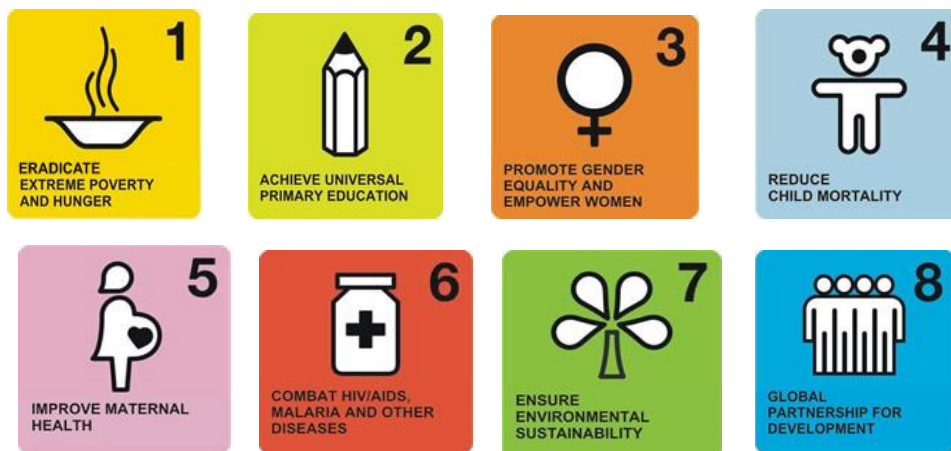 1
ERADICATE
EXTREME POVERTY
AND HUNGER
2
ACHIEVE UNIVERSAL
PRIMARY EDUCATION
3
PROMOTE GENDER
EQUALITY AND
EMPOWER WOMEN
4
REDUCE
CHILD MORTALITY
5
IMPROVE MATERNAL
HEALTH
6
COMBAT HIV/AIDS,
MALARIA AND OTHER
DISEASES
7
ENSURE
ENVIRONMENTAL
SUSTAINABILITY
8
GLOBAL
PARTNERSHIP FOR
DEVELOPMENT